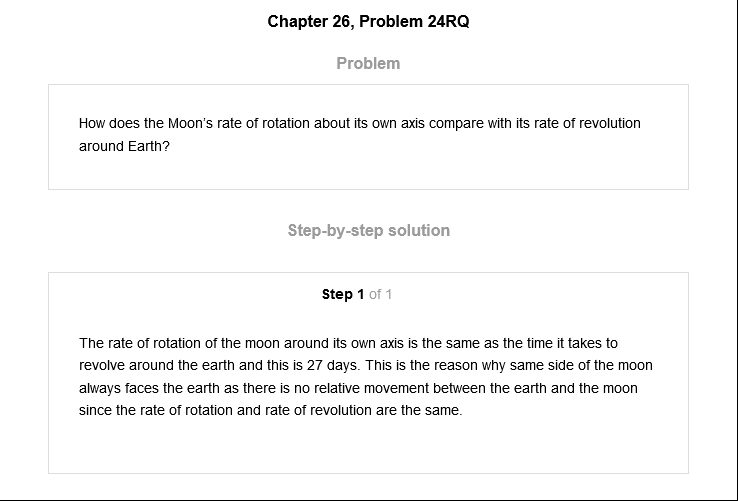 Chapter 26, Problem 24RQ
Problem
How does the Moon's rate of rotation about its own axis compare with its rate of revolution
around Earth?
Step-by-step solution
Step 1 of 1
The rate of rotation of the moon around its own axis is the same as the time it takes to
revolve around the earth and this is 27 days. This is the reason why same side of the moon
always faces the earth as there is no relative movement between the earth and the moon
since the rate of rotation and rate of revolution are the same.